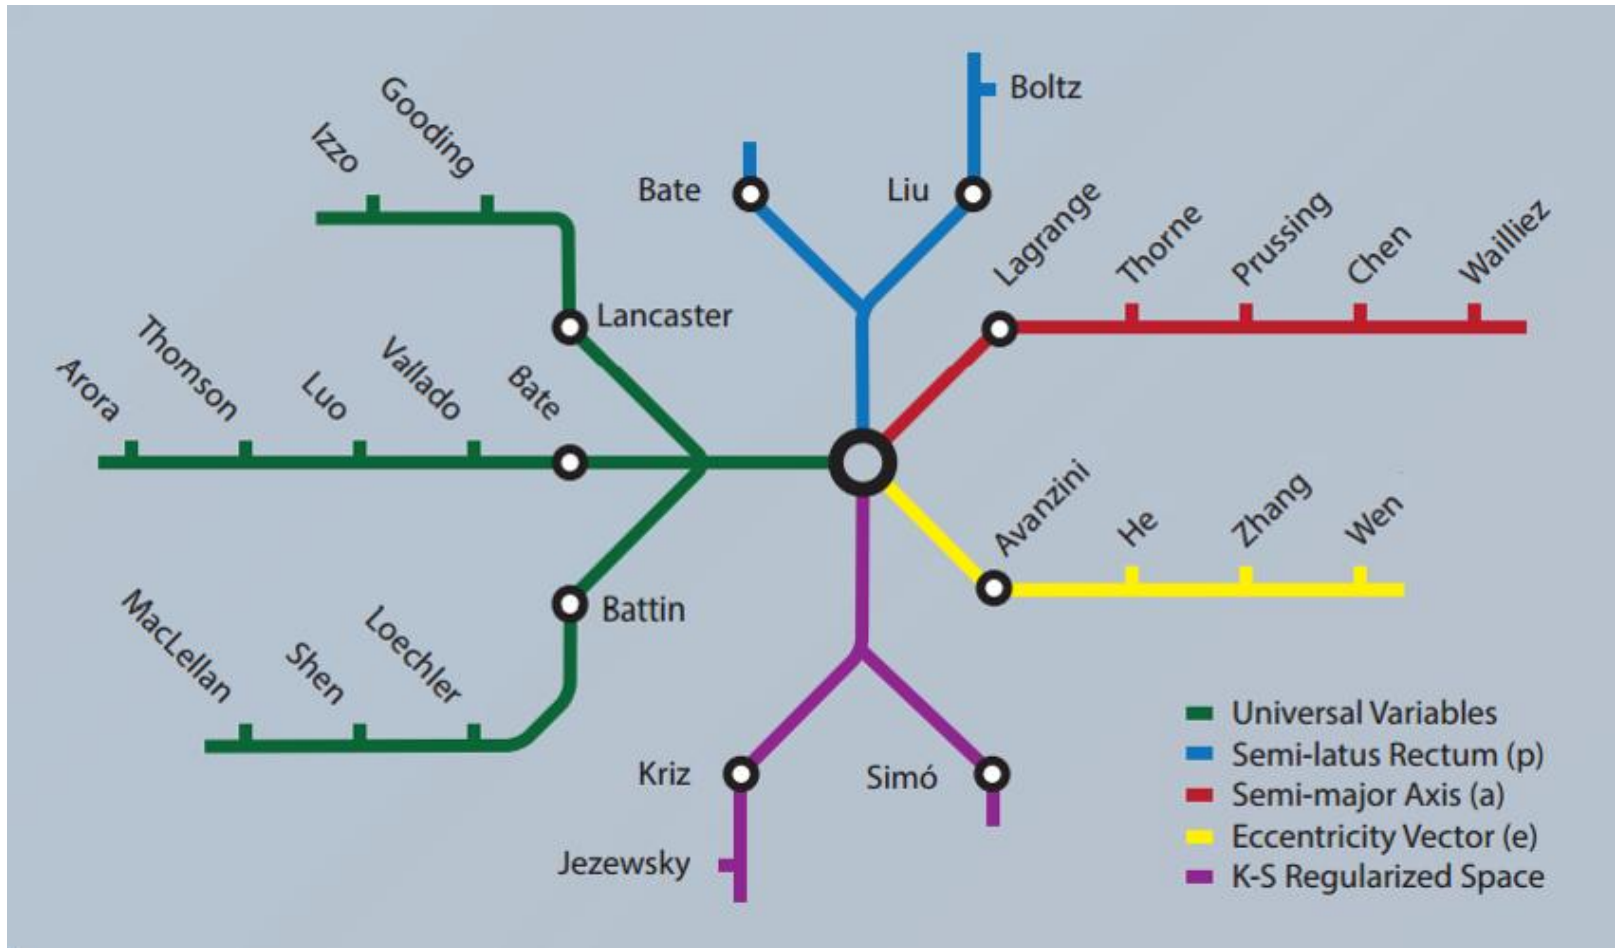 Gooding
Izzo
Boltz
Bate
Liu
Lagrange
Thorne
Prussing
Chen
Wailliez
Lancaster
Arora
Thomson
Luo
Vallado
Bate
Avanzini
He
Zhang
Wen
Battin
MacLellan
Shen
Loechler
Kriz
Simó
Jezewsky
Universal Variables
Semi-latus Rectum (p)
Semi-major Axis (a)
Eccentricity Vector (e)
K-S Regularized Space